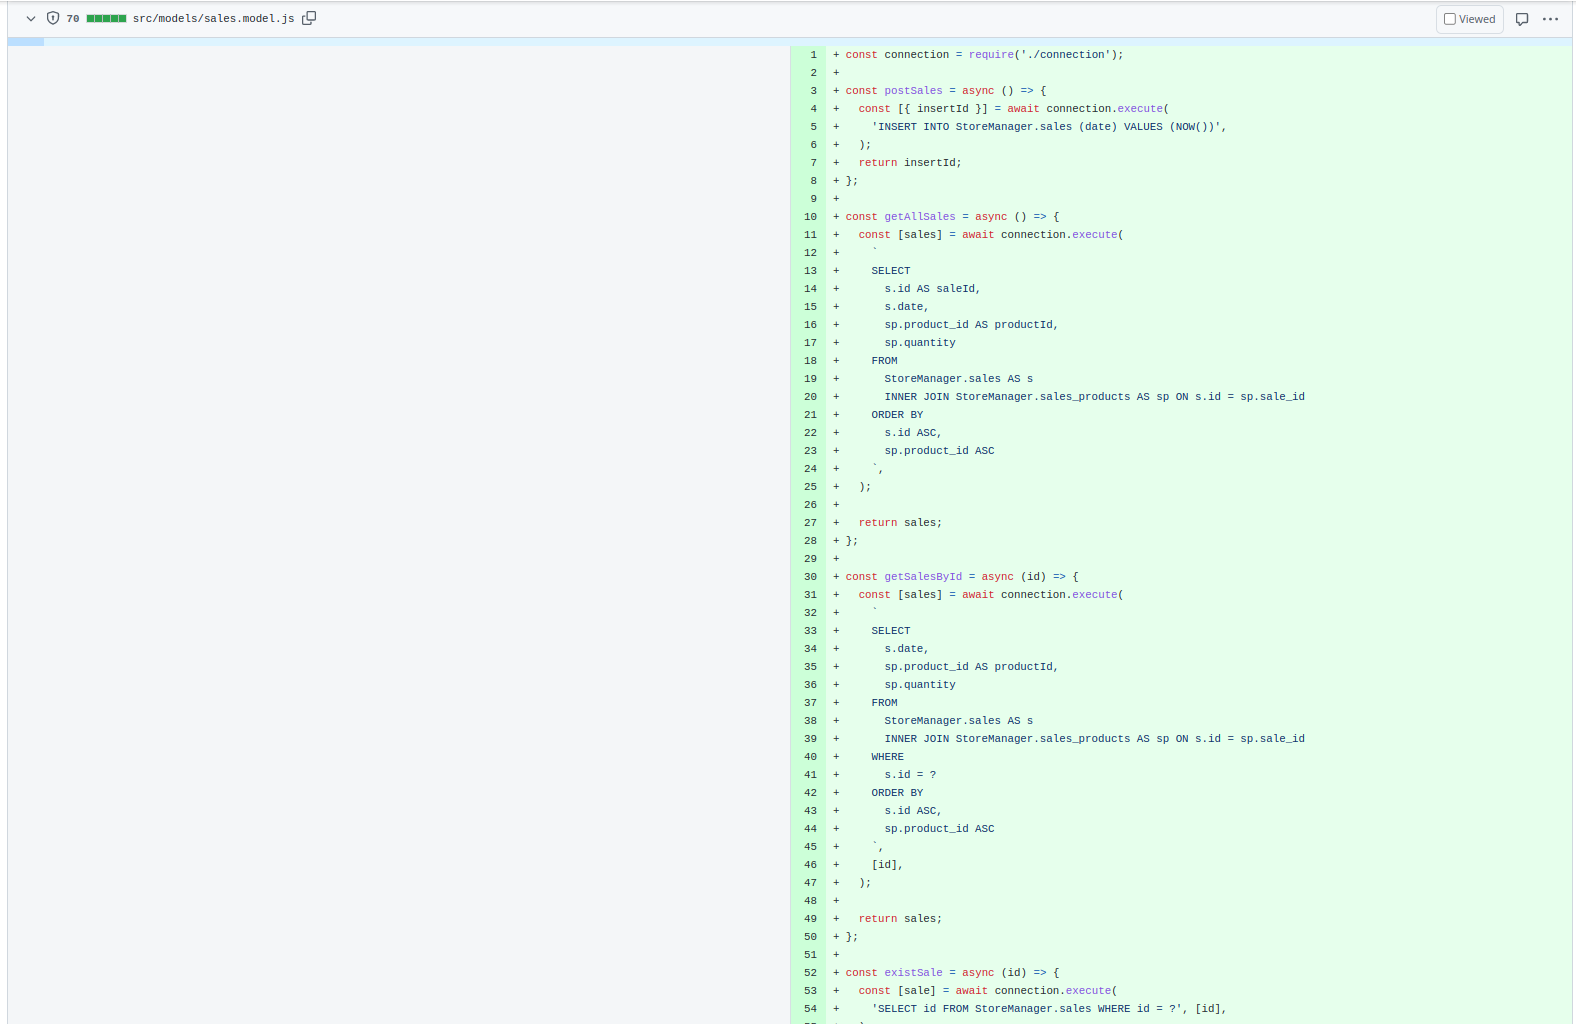 70 src/models/sales.model.js Viewed
1 + const connection = require('./connection');
2 +
3 + const postSales = async () => {
4 +   const [{ insertId }] = await connection.execute(
5 +     'INSERT INTO StoreManager.sales (date) VALUES (NOW())',
6 +   );
7 +   return insertId;
8 + };
9 +
10 + const getAllSales = async () => {
11 +   const [sales] = await connection.execute(
12 +     `
13 +     SELECT
14 +       s.id AS saleId,
15 +       s.date,
16 +       sp.product_id AS productId,
17 +       sp.quantity
18 +     FROM
19 +       StoreManager.sales AS s
20 +       INNER JOIN StoreManager.sales_products AS sp ON s.id = sp.sale_id
21 +     ORDER BY
22 +       s.id ASC,
23 +       sp.product_id ASC
24 +     `,
25 +   );
26 +
27 +   return sales;
28 + };
29 +
30 + const getSalesById = async (id) => {
31 +   const [sales] = await connection.execute(
32 +     `
33 +     SELECT
34 +       s.date,
35 +       sp.product_id AS productId,
36 +       sp.quantity
37 +     FROM
38 +       StoreManager.sales AS s
39 +       INNER JOIN StoreManager.sales_products AS sp ON s.id = sp.sale_id
40 +     WHERE
41 +       s.id = ?
42 +     ORDER BY
43 +       s.id ASC,
44 +       sp.product_id ASC
45 +     `,
46 +     [id],
47 +   );
48 +
49 +   return sales;
50 + };
51 +
52 + const existSale = async (id) => {
53 +   const [sale] = await connection.execute(
54 +     'SELECT id FROM StoreManager.sales WHERE id = ?', [id],